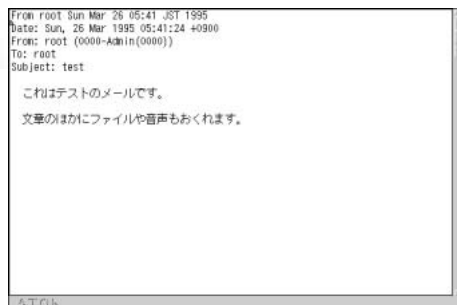 From root Sun Mar 26 05:41 JST 1995
Date: Sun, 26 Mar 1995 05:41:24 +0900
From: root (0000-Admin(0000))
To: root
Subject: test
これはテストのメールです。
文章のほかにファイルや音声もおくれます。